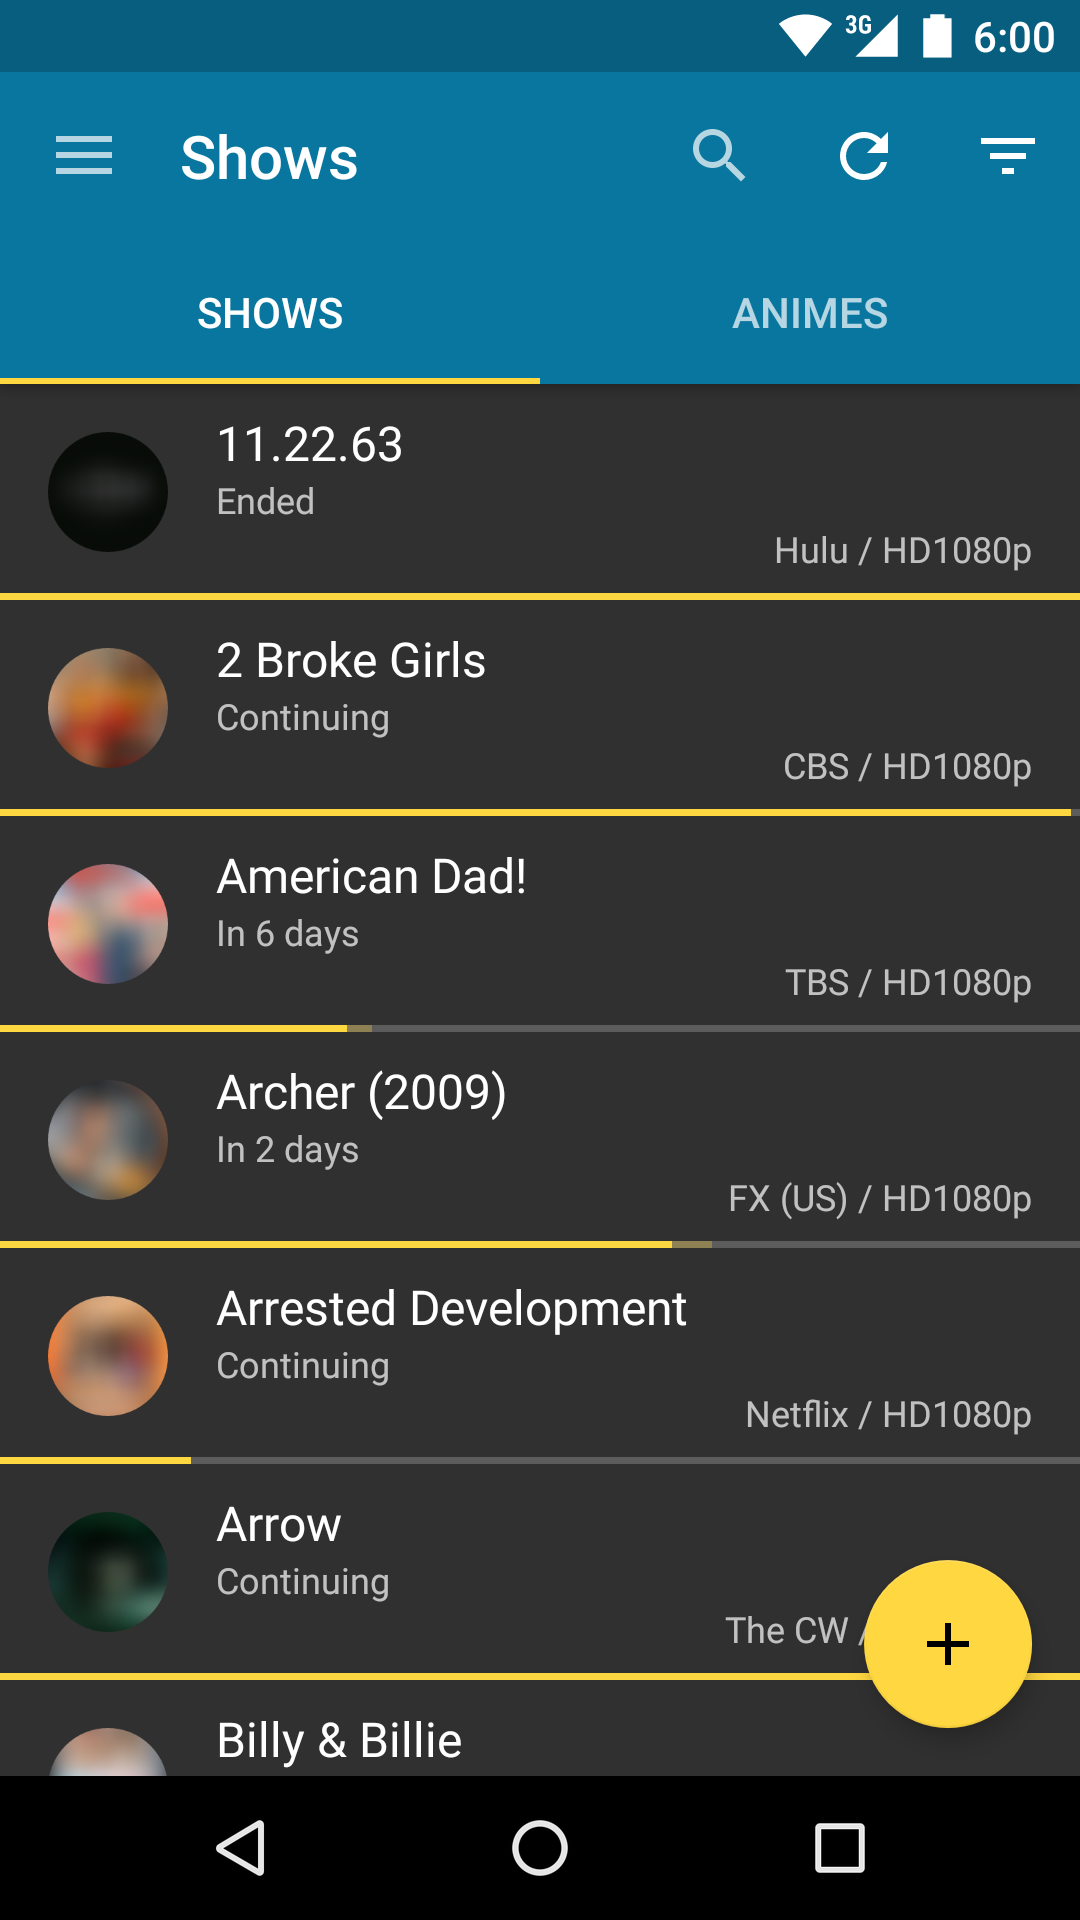 3G 6:00
Shows
SHOWS ANIMES
11.22.63
Ended
Hulu / HD1080p
2 Broke Girls
Continuing
CBS / HD1080p
American Dad!
In 6 days
TBS / HD1080p
Archer (2009)
In 2 days
FX (US) / HD1080p
Arrested Development
Continuing
Netflix / HD1080p
Arrow
Continuing
The CW /
Billy & Billie